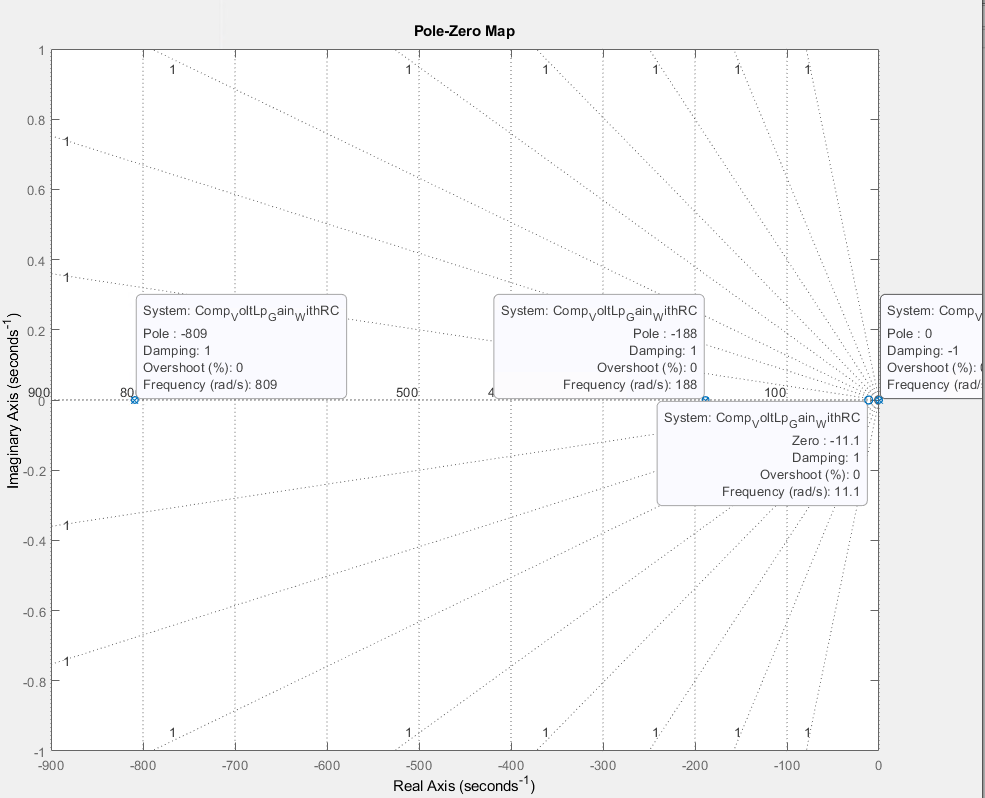 Pole-Zero Map
1
1 1 1 1 1 1
0.8
1
0.6
0.4
1
System: CompVoltLpGainWithRC
Pole : -809
Damping: 1
Overshoot (%): 0
Frequency (rad/s): 809
System: CompVoltLpGainWithRC
Pole : -188
Damping: 1
Overshoot (%): 0
Frequency (rad/s): 188
System: CompV
Pole : 0
Damping: -1
Overshoot (%):
Frequency (rad/
0.2
900 80 500 4 100
0
System: CompVoltLpGainWithRC
Zero : -11.1
Damping: 1
Overshoot (%): 0
Frequency (rad/s): 11.1
-0.2
1
-0.4
-0.6
1
-0.8
1 1 1 1 1 1
-1
-900 -800 -700 -600 -500 -400 -300 -200 -100 0
Real Axis (seconds-1)
Imaginary Axis (seconds-1)